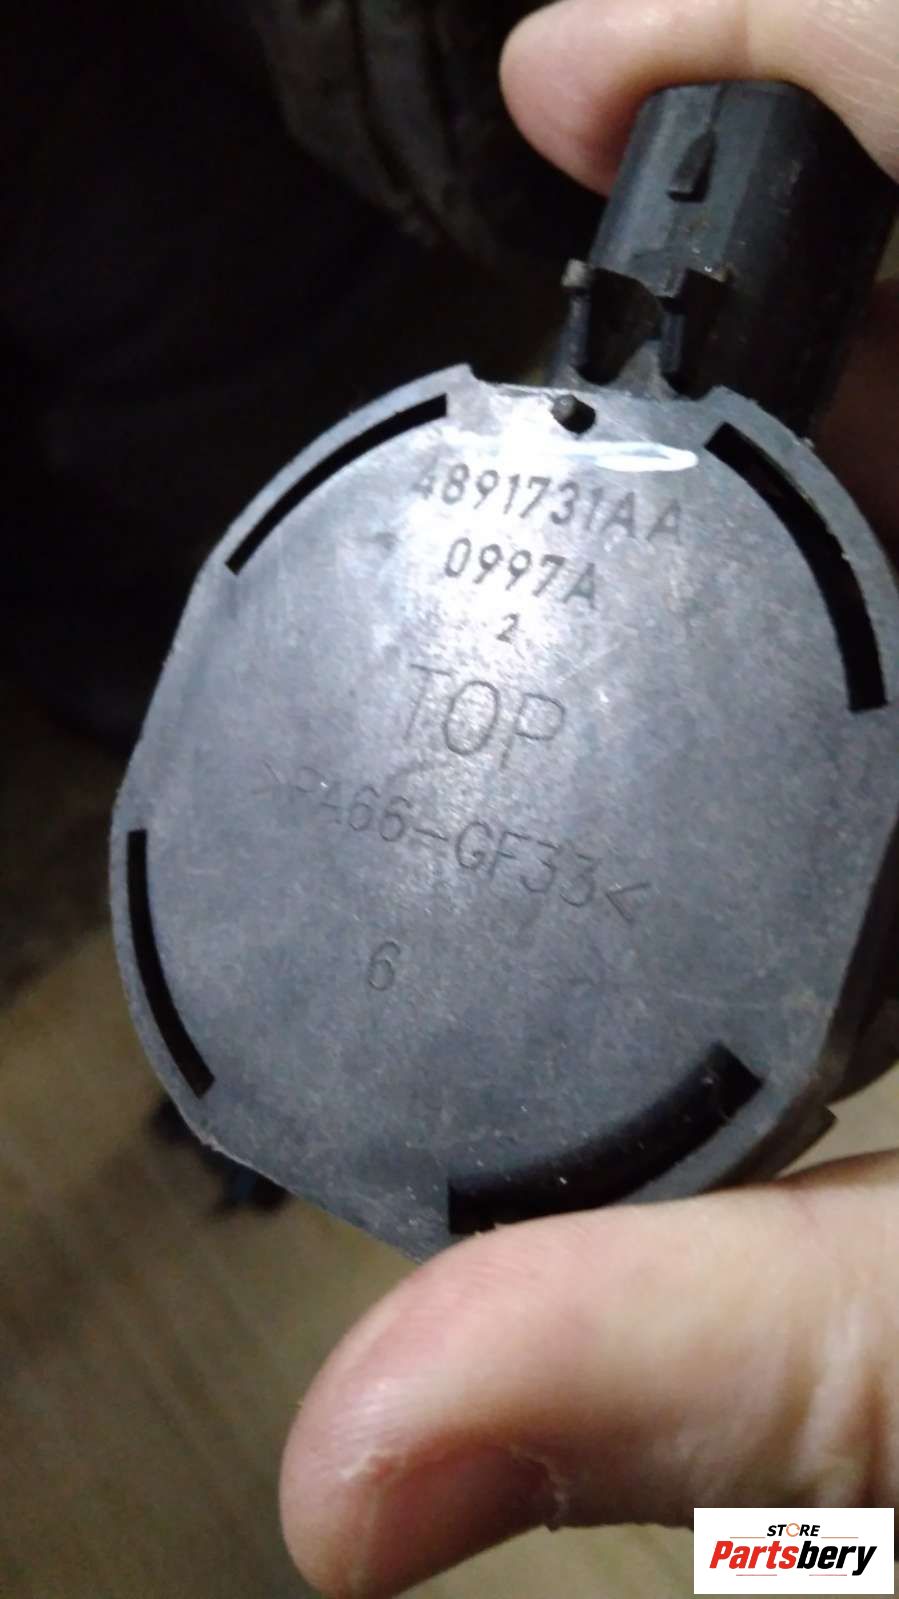 4891731AA
0997A
2
TOP
>PA66-GF33<
6
STORE
Partsbery